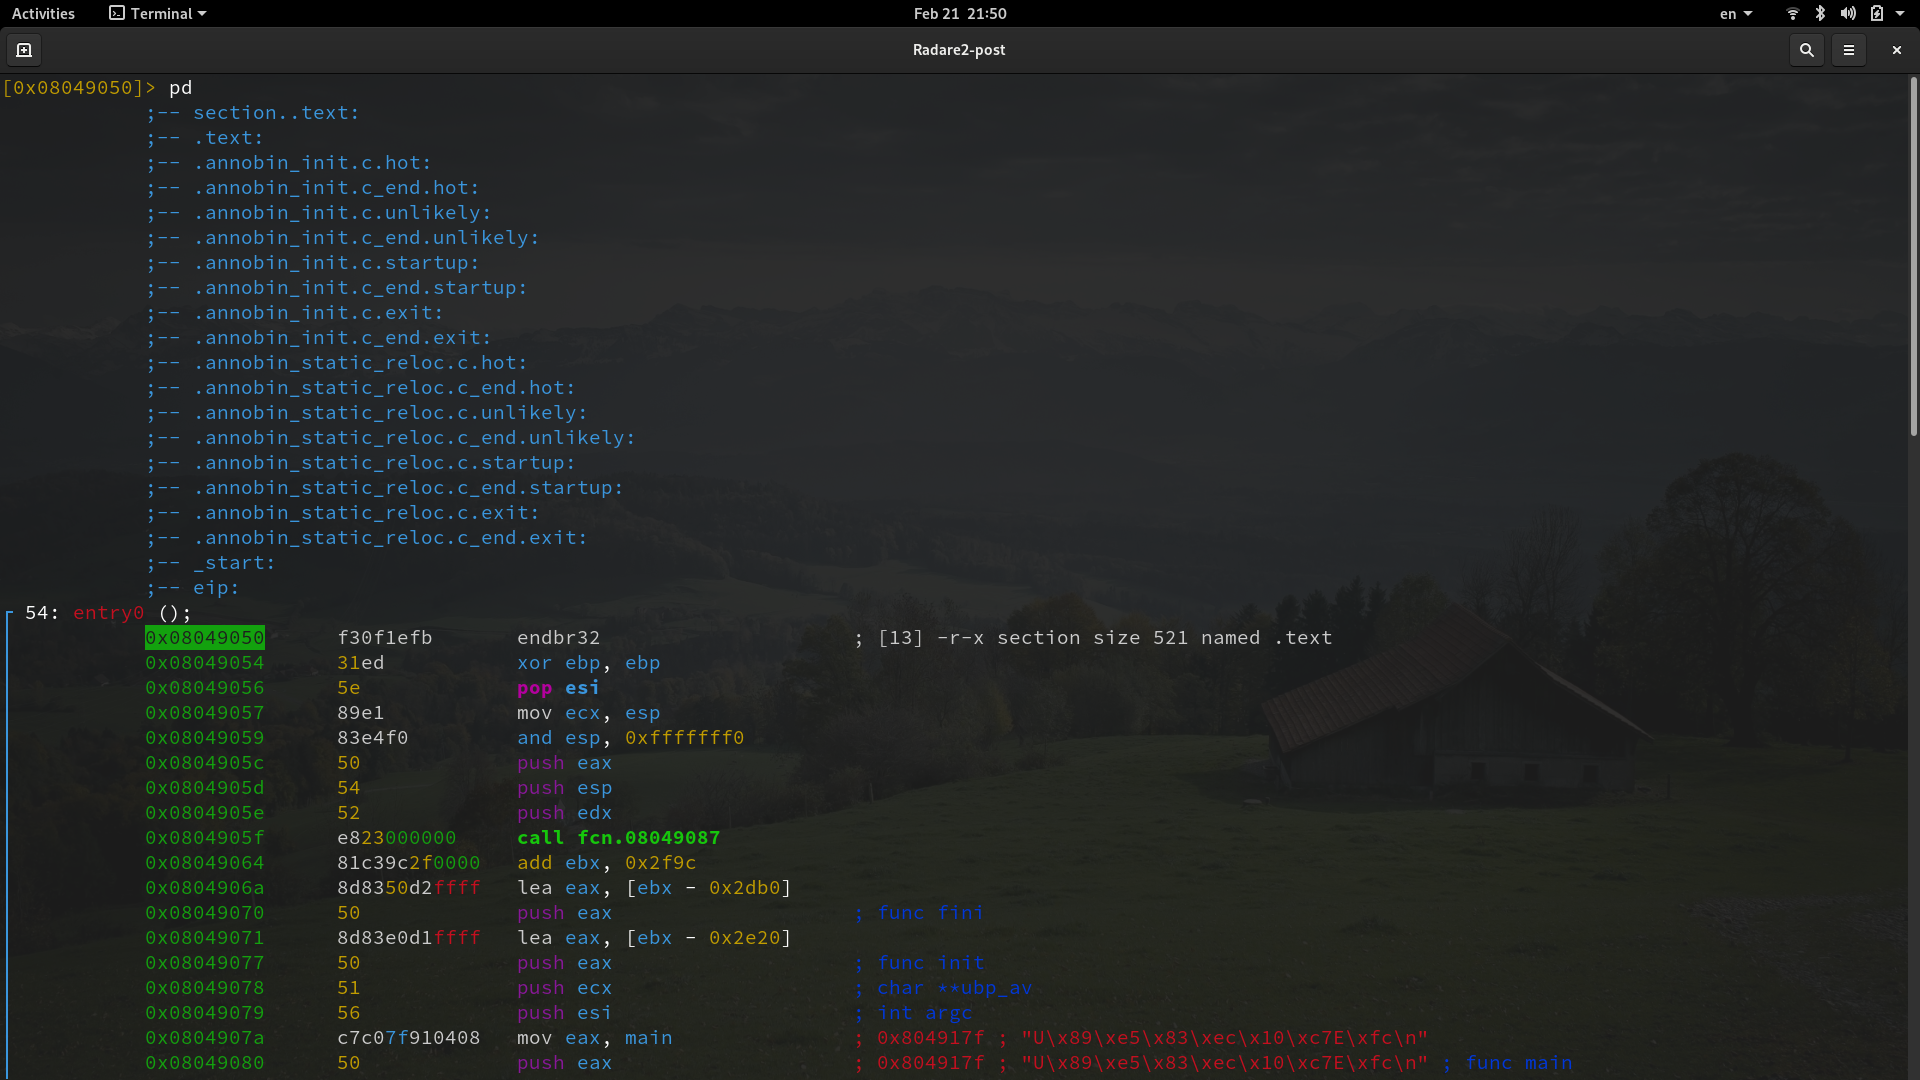 Activities Terminal Feb 21 21:50 en
Radare2-post
[0x08049050]> pd
;-- section..text:
;-- .text:
;-- .annobin_init.c.hot:
;-- .annobin_init.c_end.hot:
;-- .annobin_init.c.unlikely:
;-- .annobin_init.c_end.unlikely:
;-- .annobin_init.c.startup:
;-- .annobin_init.c_end.startup:
;-- .annobin_init.c.exit:
;-- .annobin_init.c_end.exit:
;-- .annobin_static_reloc.c.hot:
;-- .annobin_static_reloc.c_end.hot:
;-- .annobin_static_reloc.c.unlikely:
;-- .annobin_static_reloc.c_end.unlikely:
;-- .annobin_static_reloc.c.startup:
;-- .annobin_static_reloc.c_end.startup:
;-- .annobin_static_reloc.c.exit:
;-- .annobin_static_reloc.c_end.exit:
;-- _start:
;-- eip:
54: entry0 ();
0x08049050 f30f1efb endbr32 ; [13] -r-x section size 521 named .text
0x08049054 31ed xor ebp, ebp
0x08049056 5e pop esi
0x08049057 89e1 mov ecx, esp
0x08049059 83e4f0 and esp, 0xfffffff0
0x0804905c 50 push eax
0x0804905d 54 push esp
0x0804905e 52 push edx
0x0804905f e823000000 call fcn.08049087
0x08049064 81c39c2f0000 add ebx, 0x2f9c
0x0804906a 8d8350d2ffff lea eax, [ebx - 0x2db0]
0x08049070 50 push eax ; func fini
0x08049071 8d83e0d1ffff lea eax, [ebx - 0x2e20]
0x08049077 50 push eax ; func init
0x08049078 51 push ecx ; char **ubp_av
0x08049079 56 push esi ; int argc
0x0804907a c7c07f910408 mov eax, main ; 0x804917f ; "U\x89\xe5\x83\xec\x10\xc7E\xfc\n"
0x08049080 50 push eax ; 0x804917f ; "U\x89\xe5\x83\xec\x10\xc7E\xfc\n" ; func main